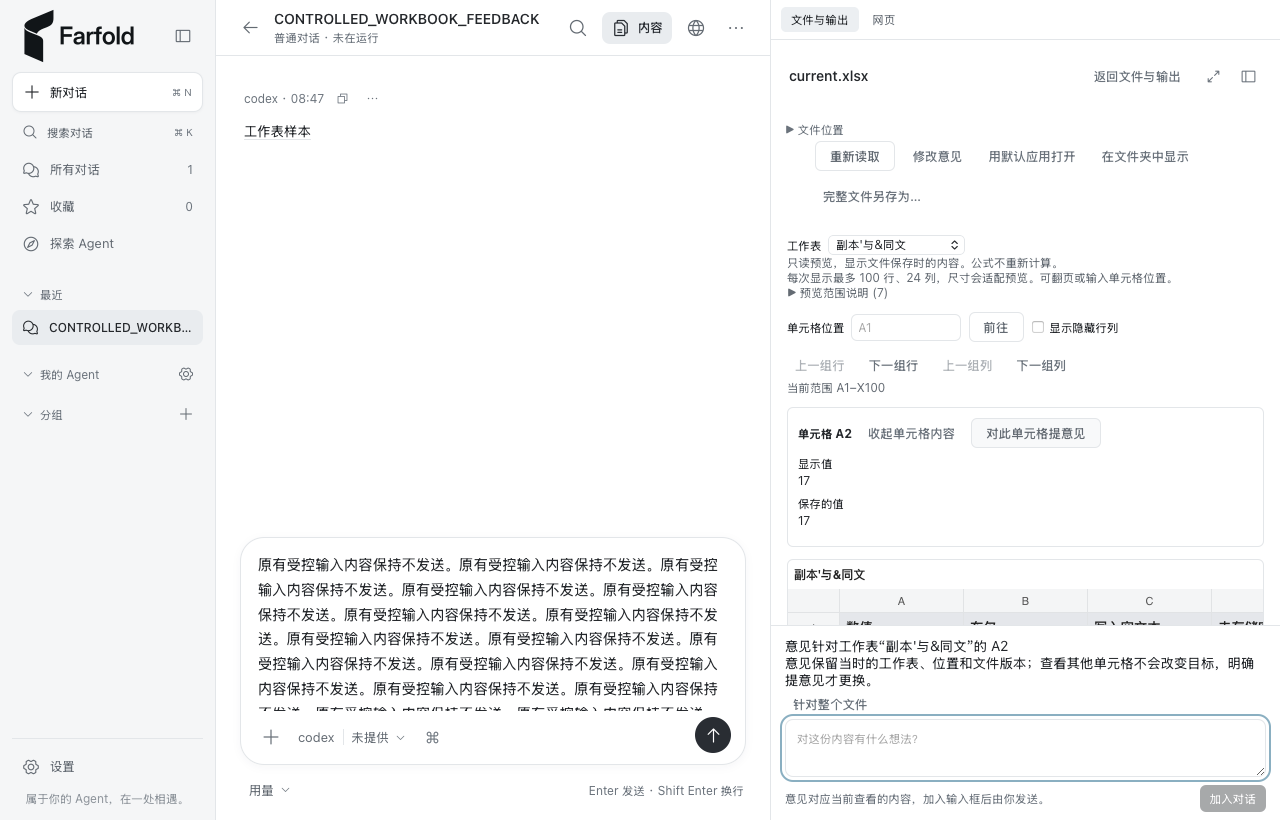 Farfold
新对话
⌘ N
搜索对话
⌘ K
所有对话
1
收藏
0
探索 Agent
最近
CONTROLLED_WORKB...
我的 Agent
分组
设置
属于你的 Agent，在一处相遇。
CONTROLLED_WORKBOOK_FEEDBACK
普通对话 · 未在运行
内容
codex · 08:47
工作表样本
原有受控输入内容保持不发送。原有受控输入内容保持不发送。原有受控
输入内容保持不发送。原有受控输入内容保持不发送。原有受控输入内容
保持不发送。原有受控输入内容保持不发送。原有受控输入内容保持不发
送。原有受控输入内容保持不发送。原有受控输入内容保持不发送。原有
受控输入内容保持不发送。原有受控输入内容保持不发送。原有受控输入
内容保持不发送。原有受控输入内容保持不发送。原有受控输入内容保持
codex
未提供
⌘
用量
Enter 发送 · Shift Enter 换行
文件与输出
网页
current.xlsx
返回文件与输出
文件位置
重新读取
修改意见
用默认应用打开
在文件夹中显示
完整文件另存为...
工作表
副本'与&同文
只读预览，显示文件保存时的内容。公式不重新计算。
每次显示最多 100 行、24 列，尺寸会适配预览。可翻页或输入单元格位置。
预览范围说明 (7)
单元格位置
A1
前往
显示隐藏行列
上一组行
下一组行
上一组列
下一组列
当前范围 A1–X100
单元格 A2
收起单元格内容
对此单元格提意见
显示值
17
保存的值
17
副本'与&同文
A
B
C
意见针对工作表“副本'与&同文”的 A2
意见保留当时的工作表、位置和文件版本；查看其他单元格不会改变目标，明确
提意见才更换。
针对整个文件
对这份内容有什么想法?
意见对应当前查看的内容，加入输入框后由你发送。
加入对话